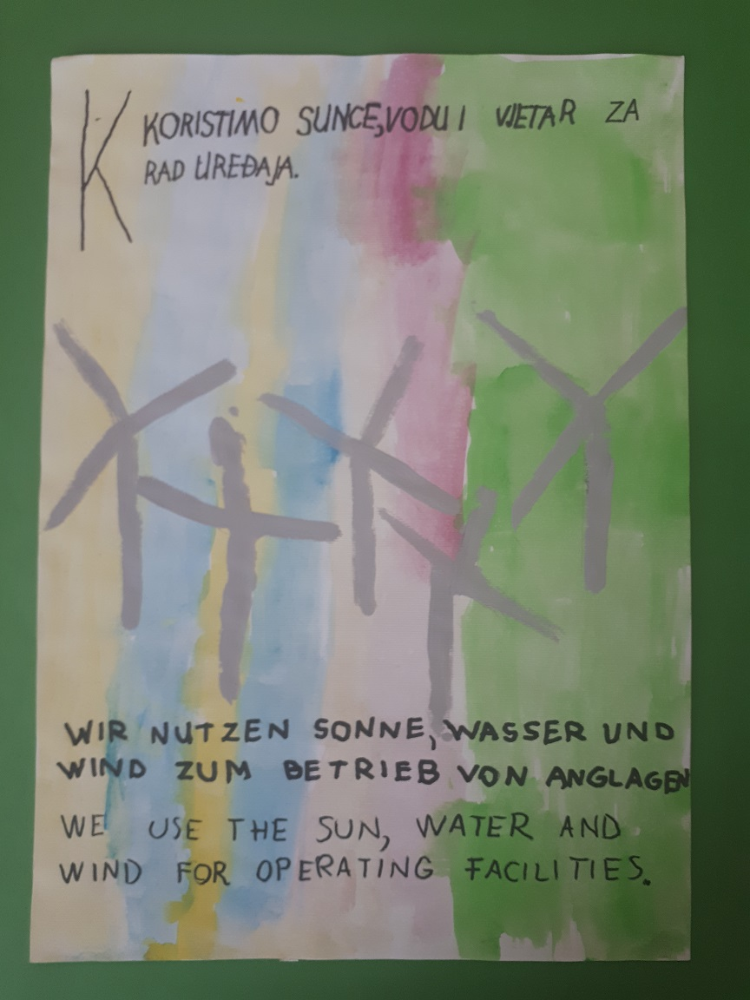 K
KORISTIMO SUNCE, VODU I VJETAR ZA
RAD UREĐAJA.
WIR NUTZEN SONNE, WASSER UND
WIND ZUM BETRIEB VON ANGLAGEN
WE USE THE SUN, WATER AND
WIND FOR OPERATING FACILITIES.